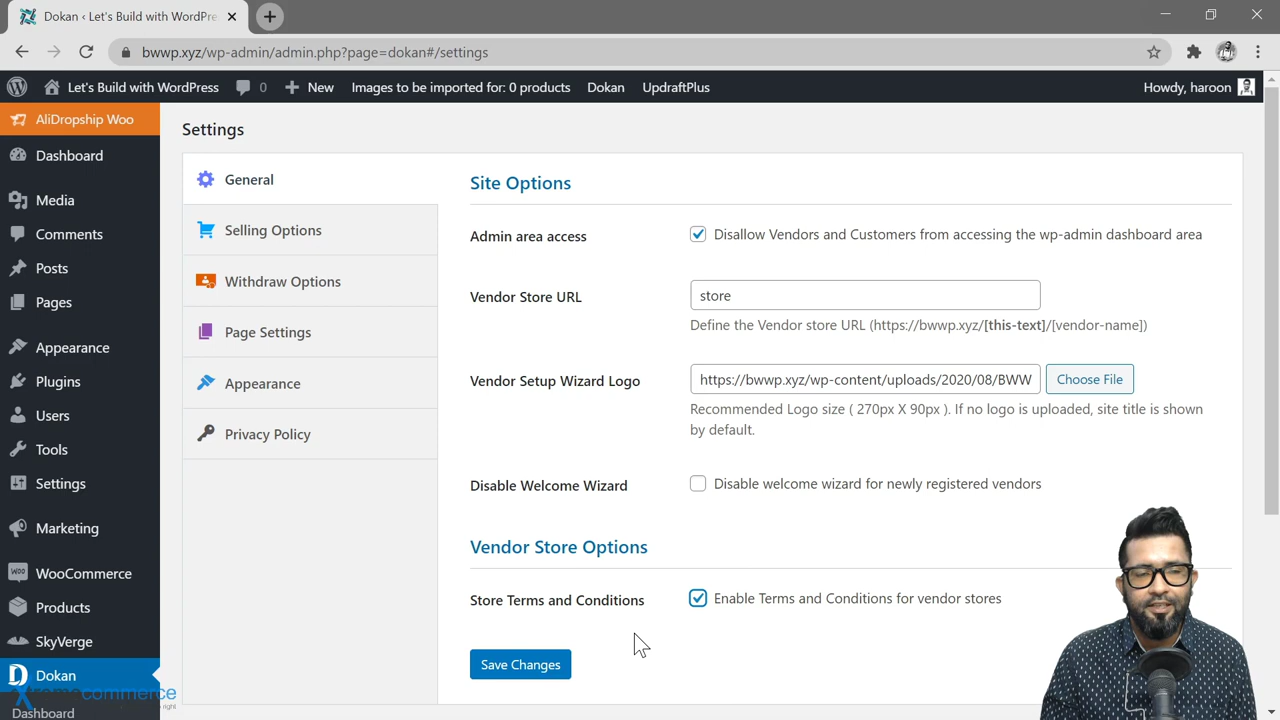 Dokan ‹ Let's Build with WordPre
bwwp.xyz/wp-admin/admin.php?page=dokan#/settings
Let's Build with WordPress
0
New
Images to be imported for: 0 products
Dokan
UpdraftPlus
Howdy, haroon
AliDropship Woo
Dashboard
Media
Comments
Posts
Pages
Appearance
Plugins
Users
Tools
Settings
Marketing
WooCommerce
Products
SkyVerge
Dokan
Dashboard
Settings
General
Selling Options
Withdraw Options
Page Settings
Appearance
Privacy Policy
Site Options
Admin area access
Disallow Vendors and Customers from accessing the wp-admin dashboard area
Vendor Store URL
store
Define the Vendor store URL (https://bwwp.xyz/[this-text]/[vendor-name])
Vendor Setup Wizard Logo
https://bwwp.xyz/wp-content/uploads/2020/08/BWW
Choose File
Recommended Logo size ( 270px X 90px ). If no logo is uploaded, site title is shown
by default.
Disable Welcome Wizard
Disable welcome wizard for newly registered vendors
Vendor Store Options
Store Terms and Conditions
Enable Terms and Conditions for vendor stores
Save Changes